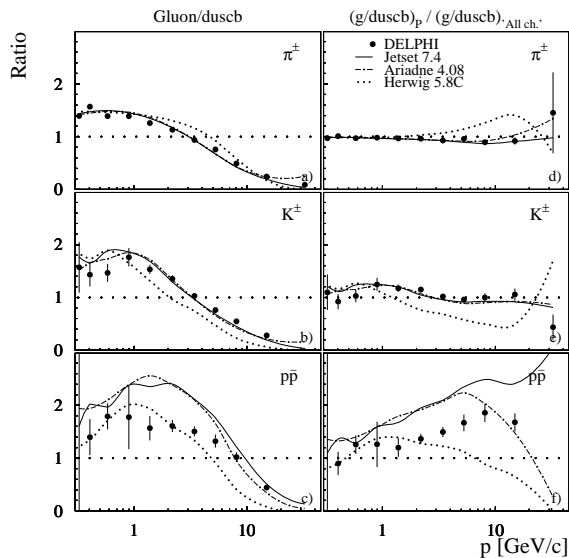 Gluon/duscb
(g/duscb)p / (g/duscb)'All ch.'
Ratio
π±
DELPHI
Jetset 7.4
Ariadne 4.08
Herwig 5.8C
π±
2
1
0
a)
d)
K±
K±
2
1
0
b)
e)
pp̄
pp̄
2
1
0
c)
f)
1 10
1 10
p [GeV/c]